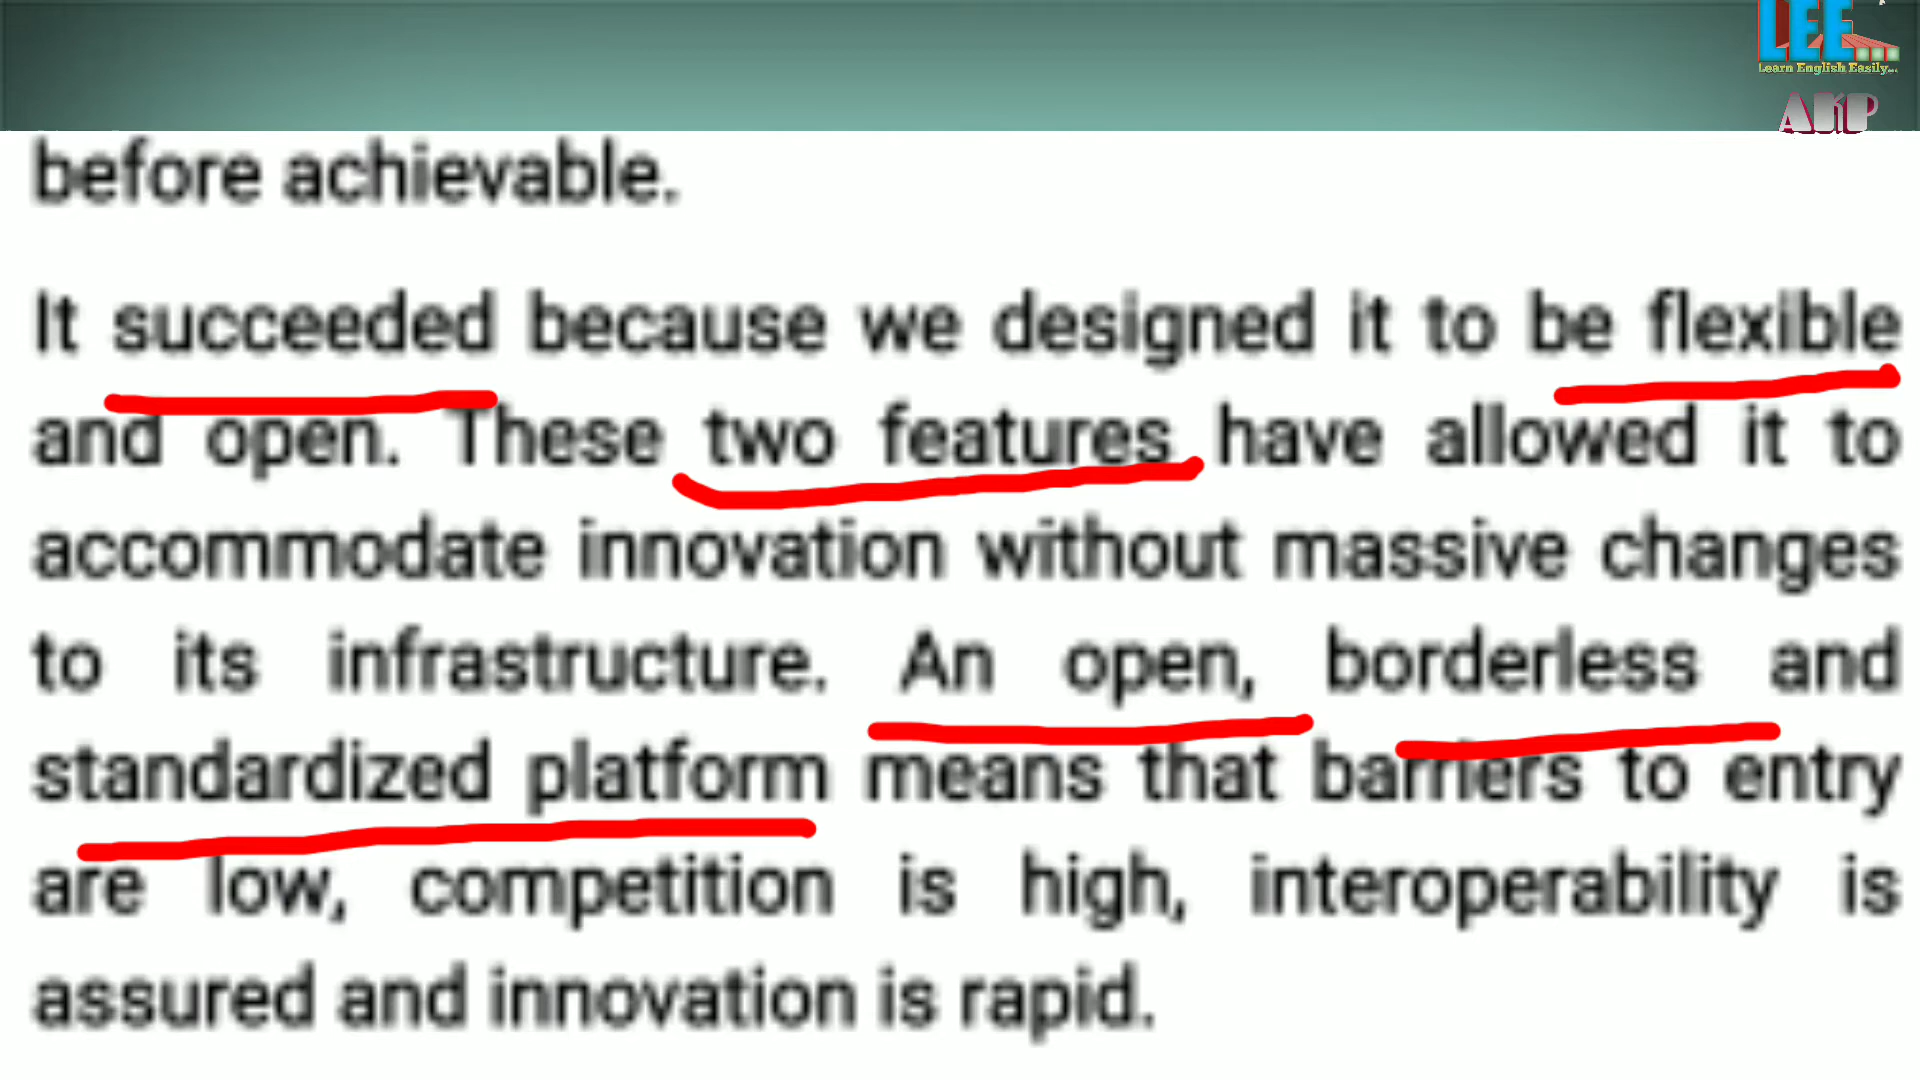 LEE...
Learn English Easily...
AKP
before achievable.
It succeeded because we designed it to be flexible
and open. These two features have allowed it to
accommodate innovation without massive changes
to its infrastructure. An open, borderless and
standardized platform means that barriers to entry
are low, competition is high, interoperability is
assured and innovation is rapid.